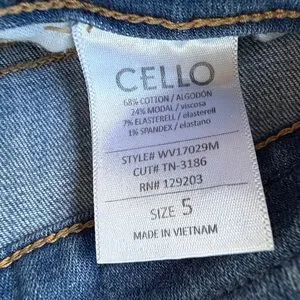 CELLO
68% COTTON / ALGODÓN
24% MODAL / viscosa
7% ELASTERELL / elasterell
1% SPANDEX / elastano
STYLE# WV17029M
CUT# TN-3186
RN# 129203
SIZE 5
MADE IN VIETNAM